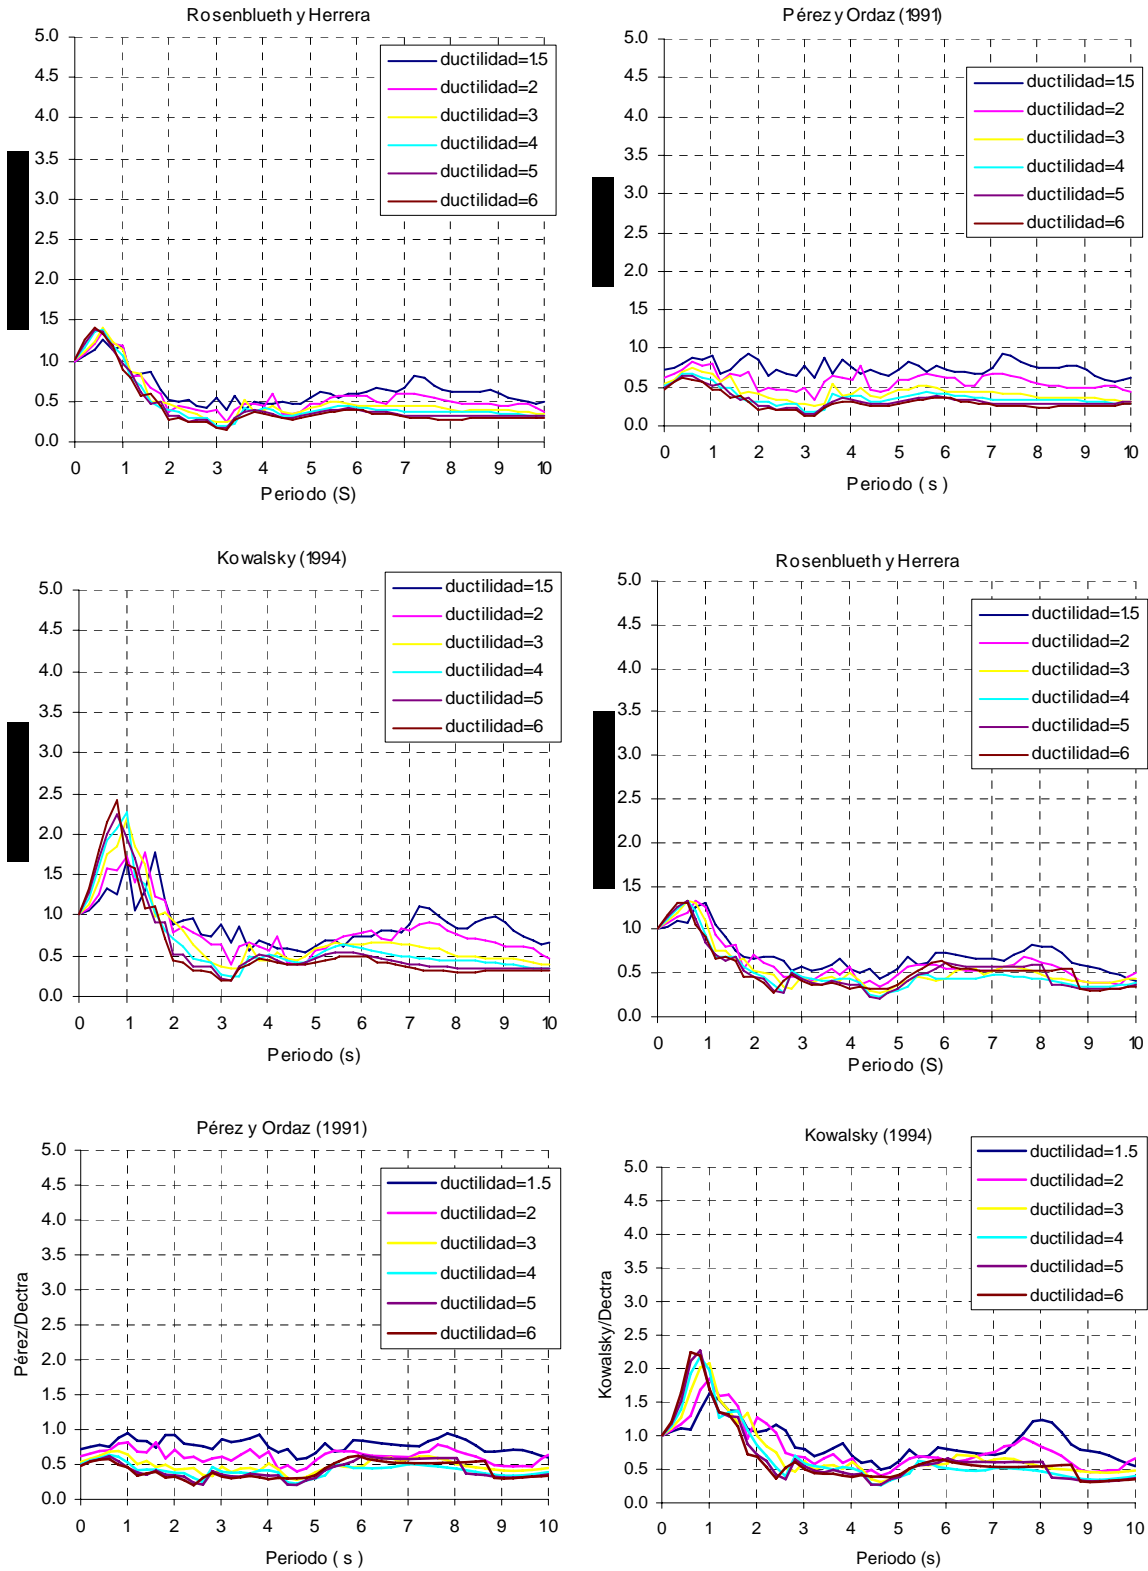 Rosenblueth y Herrera
5.0
4.5
4.0
3.5
3.0
2.5
2.0
1.5
1.0
0.5
0.0
0 1 2 3 4 5 6 7 8 9 10
Periodo (S)
ductilidad=1.5
ductilidad=2
ductilidad=3
ductilidad=4
ductilidad=5
ductilidad=6
Pérez y Ordaz (1991)
5.0
4.5
4.0
3.5
3.0
2.5
2.0
1.5
1.0
0.5
0.0
0 1 2 3 4 5 6 7 8 9 10
Periodo ( s )
ductilidad=1.5
ductilidad=2
ductilidad=3
ductilidad=4
ductilidad=5
ductilidad=6
Kowalsky (1994)
5.0
4.5
4.0
3.5
3.0
2.5
2.0
1.5
1.0
0.5
0.0
0 1 2 3 4 5 6 7 8 9 10
Periodo (s)
ductilidad=1.5
ductilidad=2
ductilidad=3
ductilidad=4
ductilidad=5
ductilidad=6
Rosenblueth y Herrera
5.0
4.5
4.0
3.5
3.0
2.5
2.0
1.5
1.0
0.5
0.0
0 1 2 3 4 5 6 7 8 9 10
Periodo (S)
ductilidad=1.5
ductilidad=2
ductilidad=3
ductilidad=4
ductilidad=5
ductilidad=6
Pérez y Ordaz (1991)
Pérez/Dectra
5.0
4.5
4.0
3.5
3.0
2.5
2.0
1.5
1.0
0.5
0.0
0 1 2 3 4 5 6 7 8 9 10
Periodo ( s )
ductilidad=1.5
ductilidad=2
ductilidad=3
ductilidad=4
ductilidad=5
ductilidad=6
Kowalsky (1994)
Kowalsky/Dectra
5.0
4.5
4.0
3.5
3.0
2.5
2.0
1.5
1.0
0.5
0.0
0 1 2 3 4 5 6 7 8 9 10
Periodo (s)
ductilidad=1.5
ductilidad=2
ductilidad=3
ductilidad=4
ductilidad=5
ductilidad=6